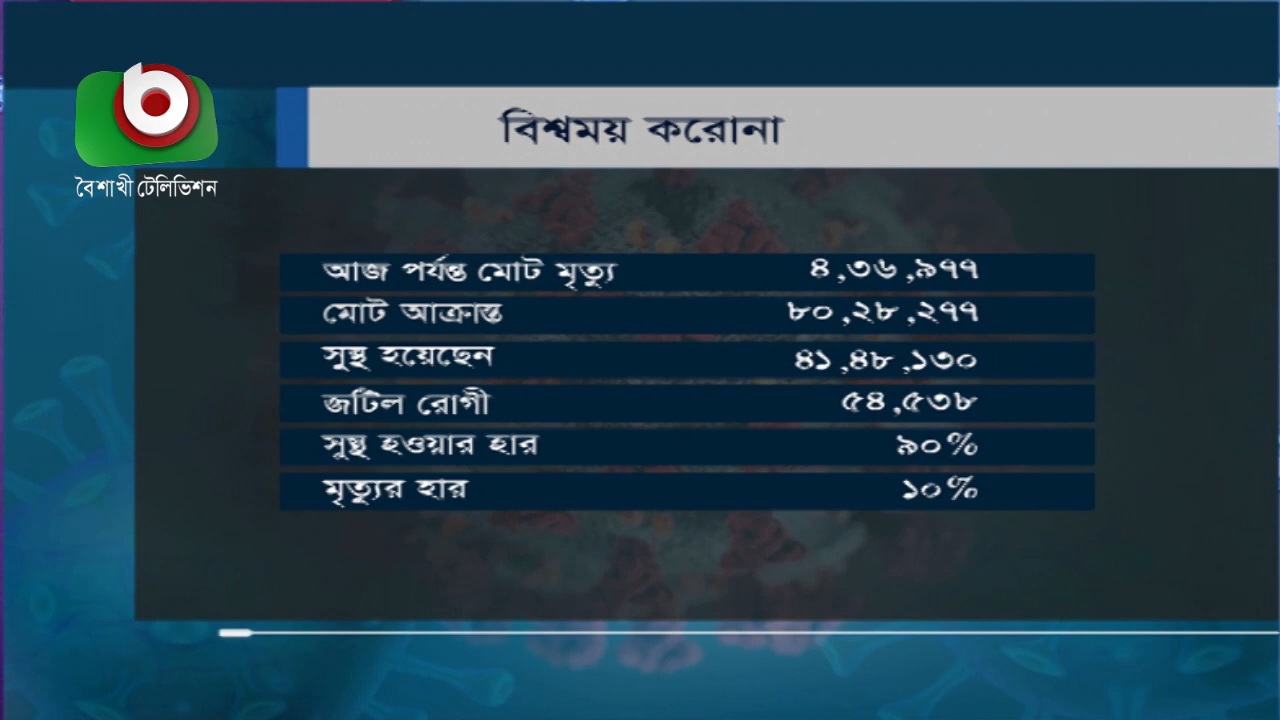 বিশ্বময় করোনা
বৈশাখী টেলিভিশন
আজ পর্যন্ত মোট মৃত্যু ৪,৩৬,৯৭৭
মোট আক্রান্ত ৮০,২৮,২৭৭
সুস্থ হয়েছেন ৪১,৪৮,১৩০
জটিল রোগী ৫৪,৫৩৮
সুস্থ হওয়ার হার ৯০%
মৃত্যুর হার ১০%